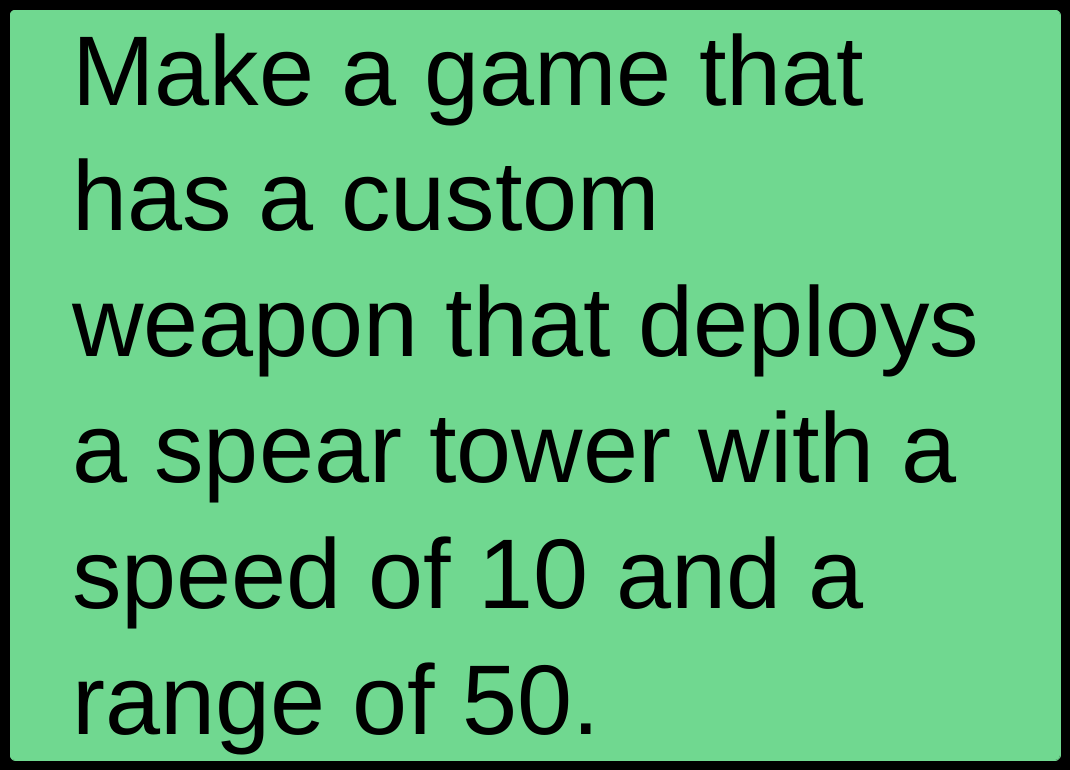 Make a game that
has a custom
weapon that deploys
a spear tower with a
speed of 10 and a
range of 50.